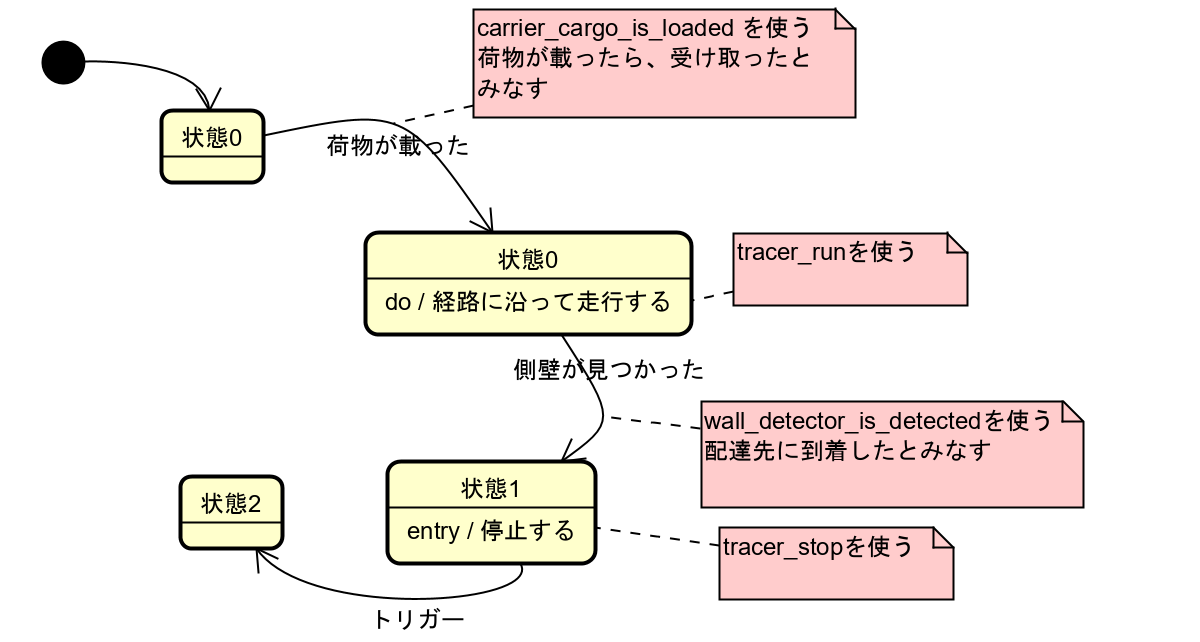 carrier_cargo_is_loaded を使う
荷物が載ったら、受け取ったと
みなす
状態0
荷物が載った
状態0
do / 経路に沿って走行する
tracer_runを使う
側壁が見つかった
wall_detector_is_detectedを使う
配達先に到着したとみなす
状態1
entry / 停止する
状態2
tracer_stopを使う
トリガー